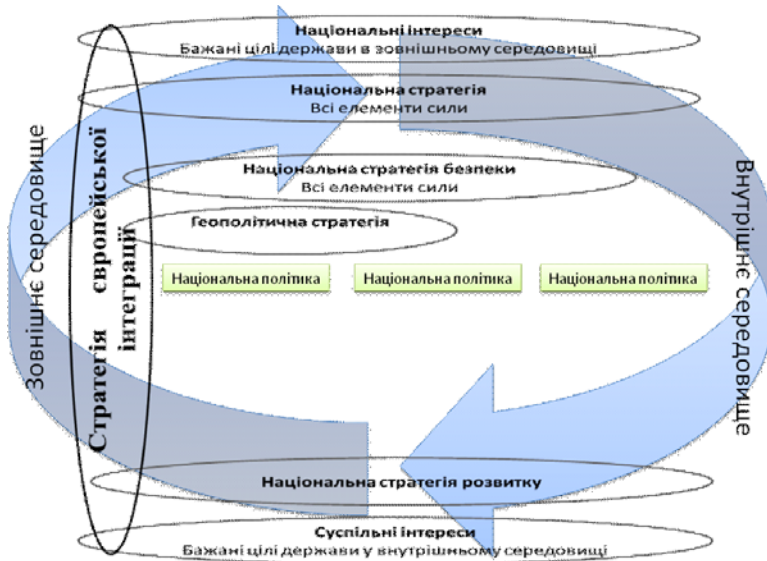 Національні інтереси
Бажані цілі держави в зовнішньому середовищі
Національна стратегія
Всі елементи сили
Національна стратегія безпеки
Всі елементи сили
Геополітична стратегія
Національна політика
Національна політика
Національна політика
Зовнішнє середовище
Стратегія європейської
інтеграції
Внутрішнє середовище
Національна стратегія розвитку
Суспільні інтереси
Бажані цілі держави у внутрішньому середовищі